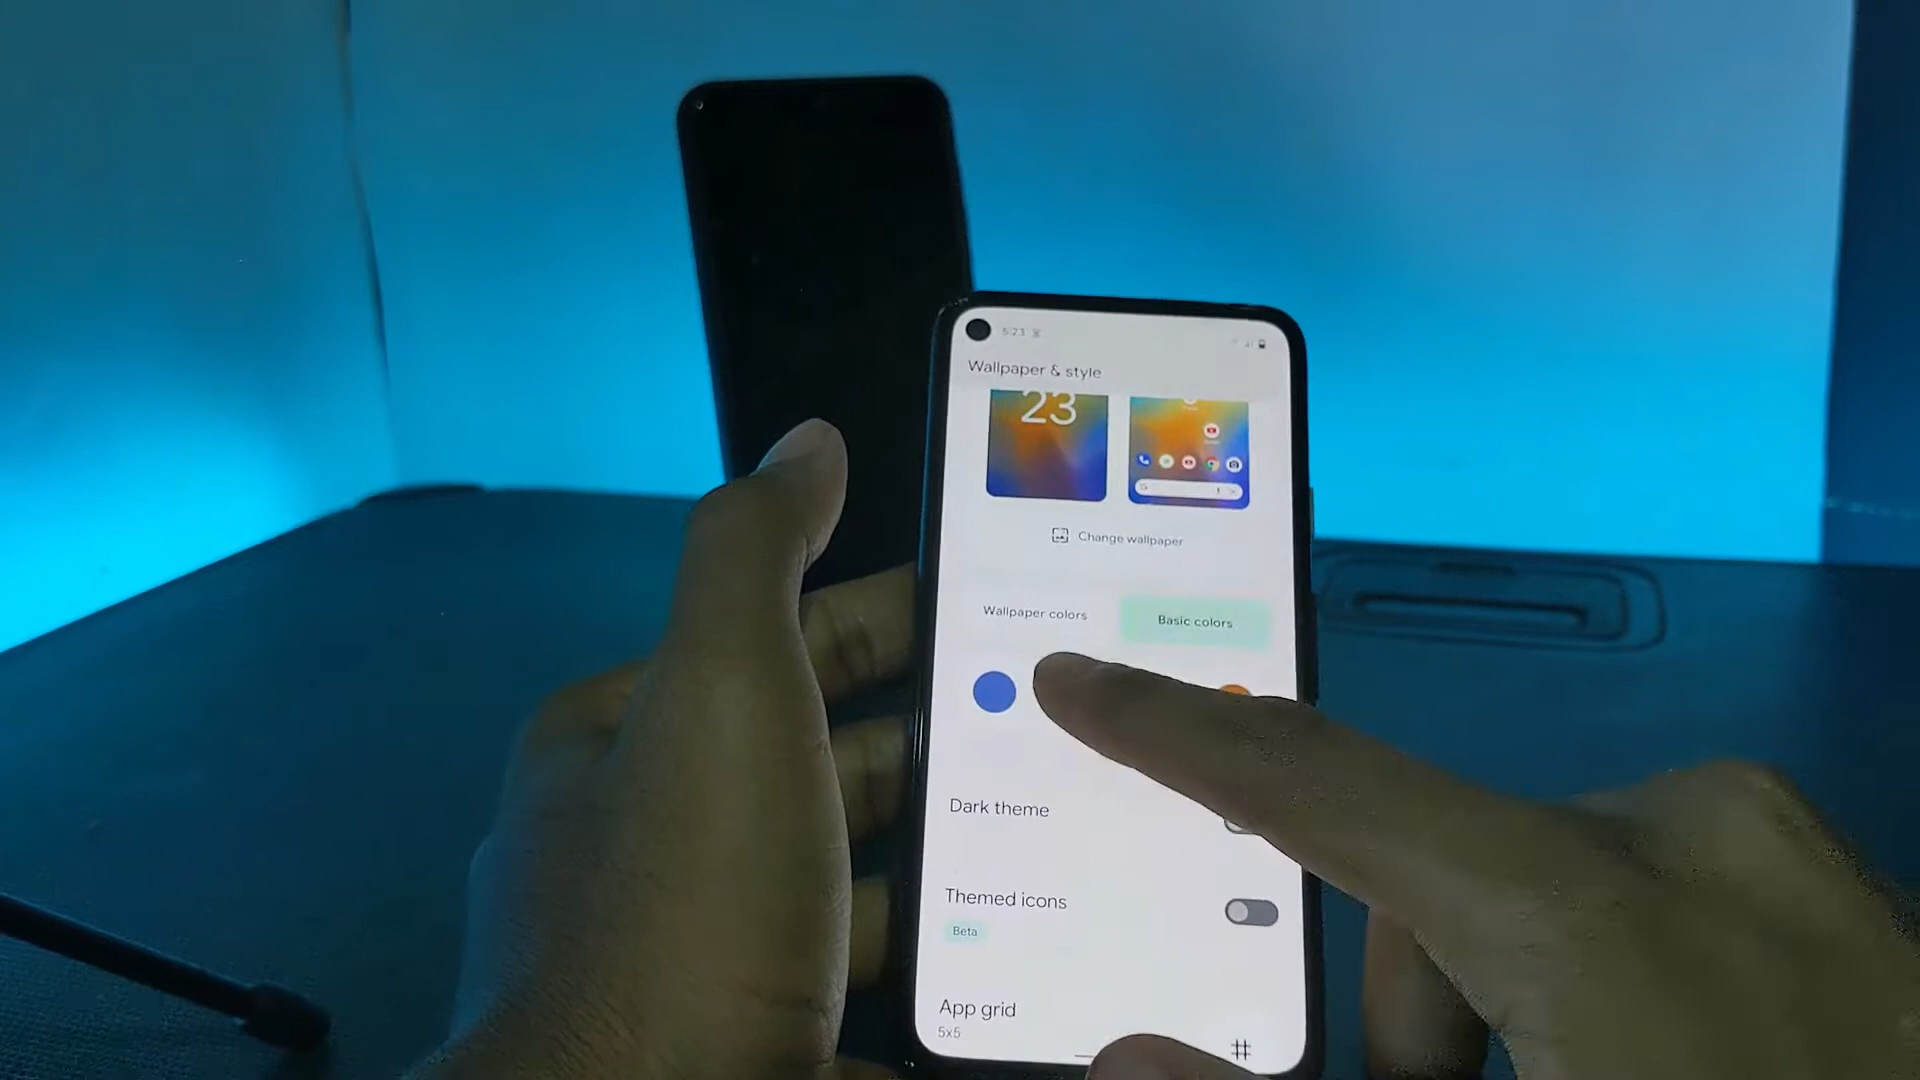 5:23
Wallpaper & style
23
Change wallpaper
Wallpaper colors
Basic colors
Dark theme
Themed icons
Beta
App grid
5x5